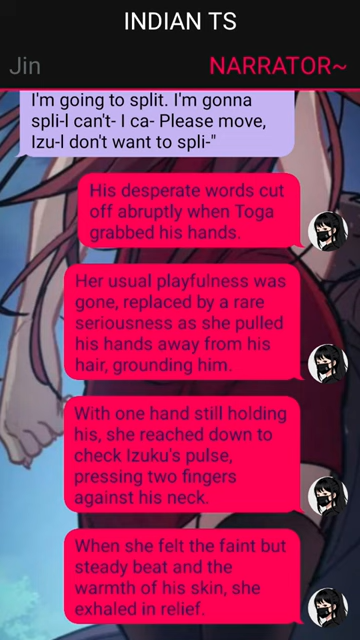 INDIAN TS
Jin
NARRATOR~
I'm going to split. I'm gonna
spli-I can't- I ca- Please move,
Izu-I don't want to spli-"
His desperate words cut
off abruptly when Toga
grabbed his hands.
Her usual playfulness was
gone, replaced by a rare
seriousness as she pulled
his hands away from his
hair, grounding him.
With one hand still holding
his, she reached down to
check Izuku's pulse,
pressing two fingers
against his neck.
When she felt the faint but
steady beat and the
warmth of his skin, she
exhaled in relief.